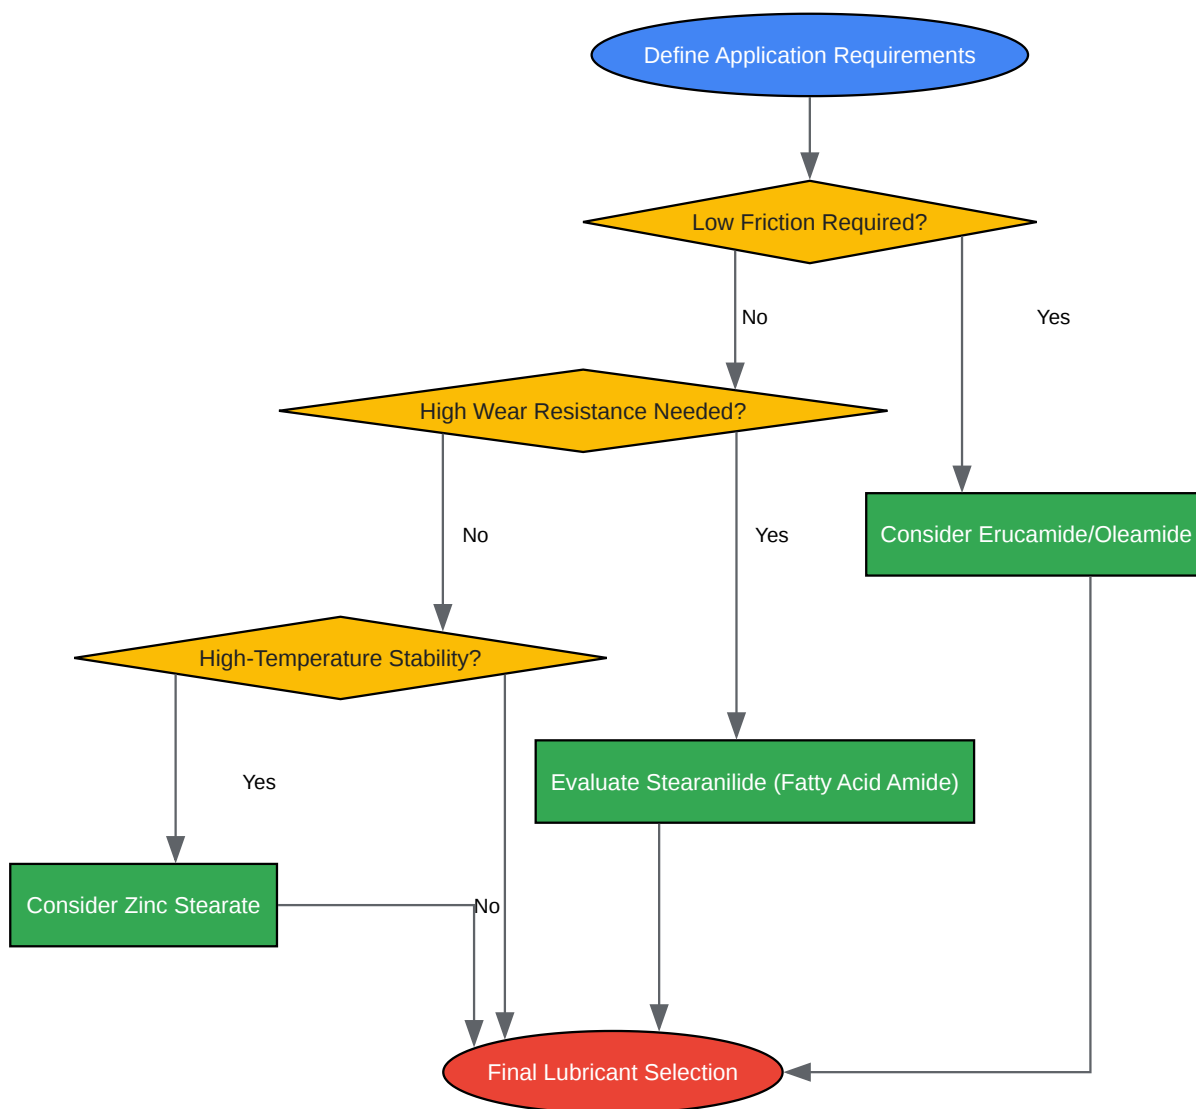 Define Application Requirements
Low Friction Required?
No
Yes
High Wear Resistance Needed?
No
Yes
Consider Erucamide/Oleamide
High-Temperature Stability?
Yes
Evaluate Stearanilide (Fatty Acid Amide)
Consider Zinc Stearate
No
Final Lubricant Selection